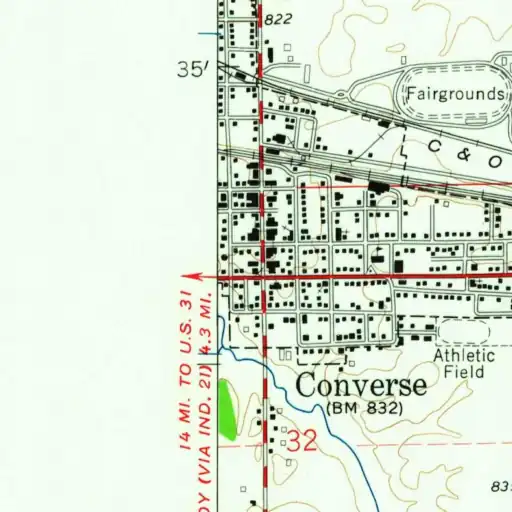 822
35'
Fairgrounds
C & O
14 MI. TO U.S. 31
(VIA IND. 21) 4.3 MI.
Athletic
Field
Converse
(BM 832)
32